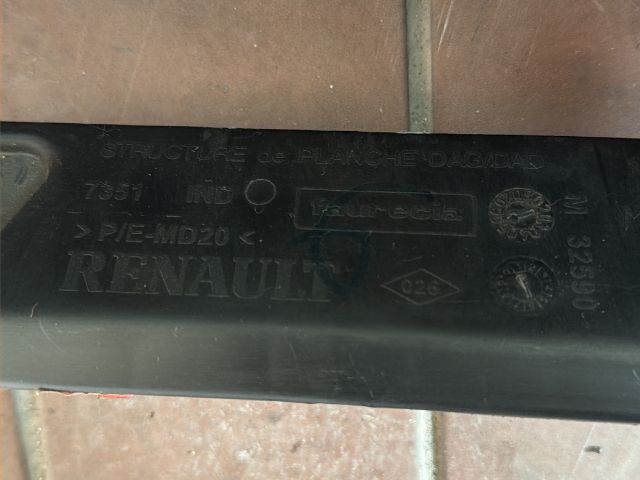 STRUCTURE de PLANCHE DAG/DAD
7351 IND
faurecia
> P/E-MD20 <
RENAULT
026
M 32590